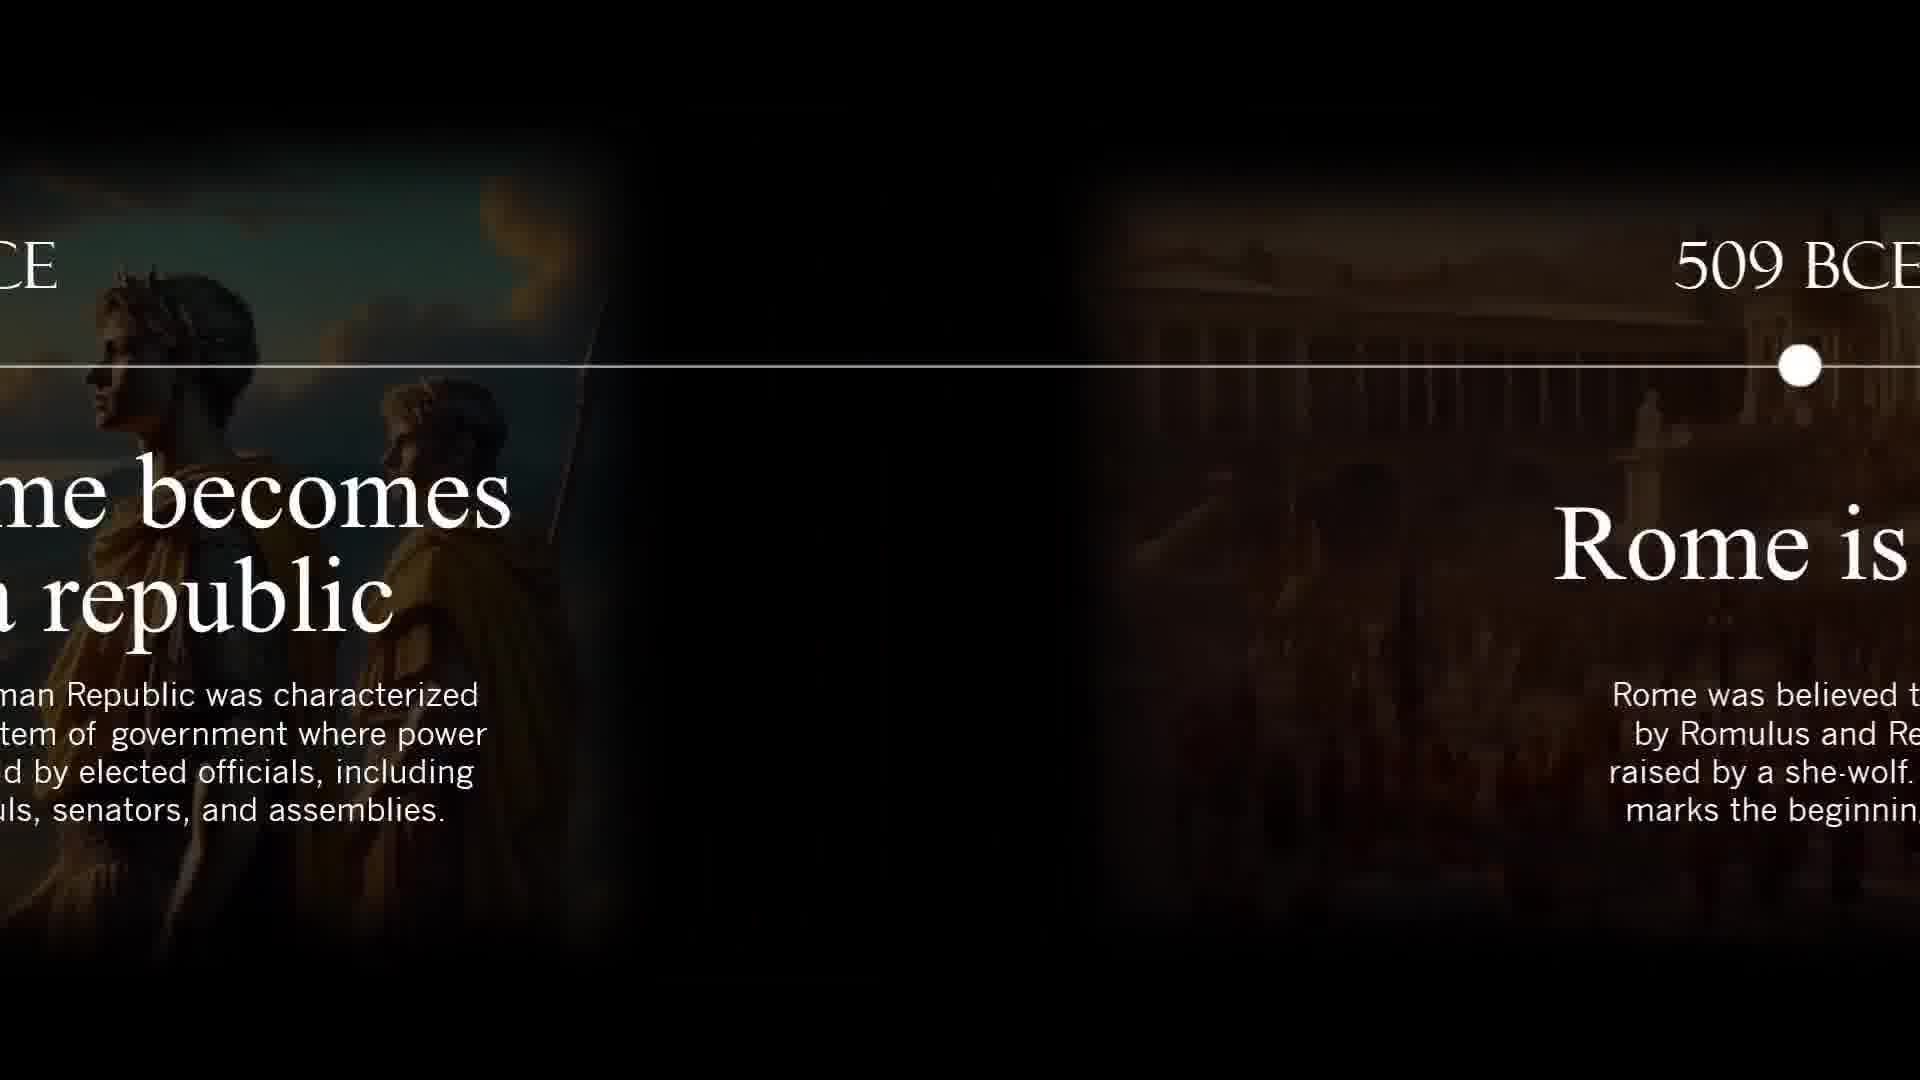 CE
me becomes
a republic
man Republic was characterized
tem of government where power
d by elected officials, including
uls, senators, and assemblies.
509 BCE
Rome is
Rome was believed t
by Romulus and Re
raised by a she-wolf.
marks the beginning